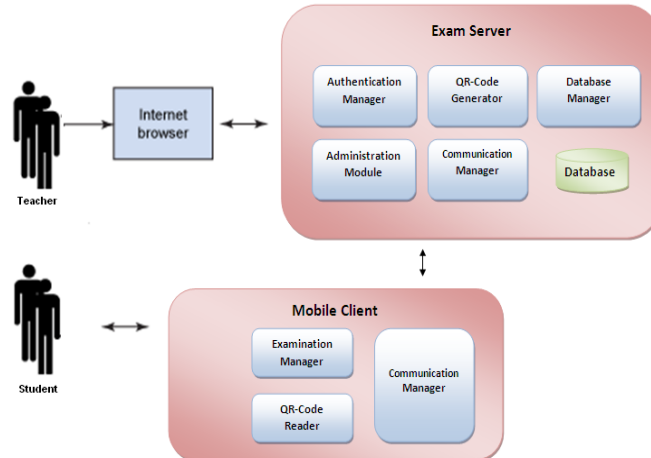 Exam Server
Authentication
Manager
QR-Code
Generator
Database
Manager
Internet
browser
Administration
Module
Communication
Manager
Database
Teacher
Mobile Client
Examination
Manager
Communication
Manager
QR-Code
Reader
Student